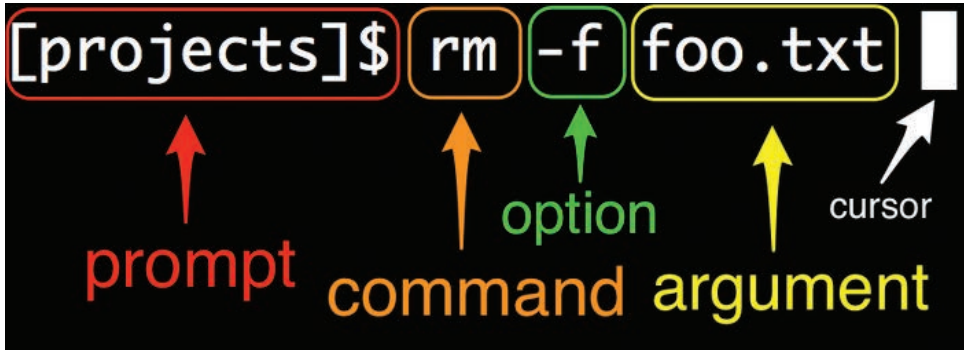 [projects]$ rm -f foo.txt
option
cursor
prompt
command
argument